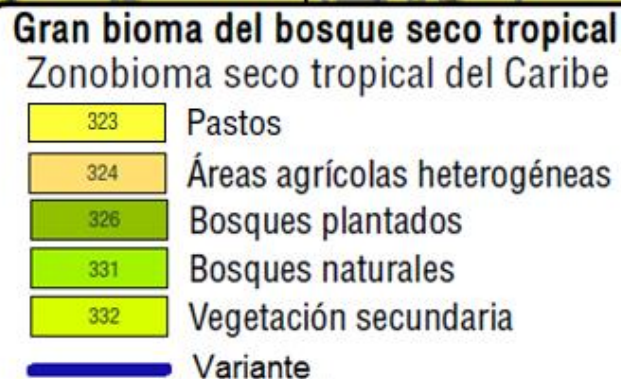 Gran bioma del bosque seco tropical
Zonobioma seco tropical del Caribe
323 Pastos
324 Áreas agrícolas heterogéneas
326 Bosques plantados
331 Bosques naturales
332 Vegetación secundaria
Variante